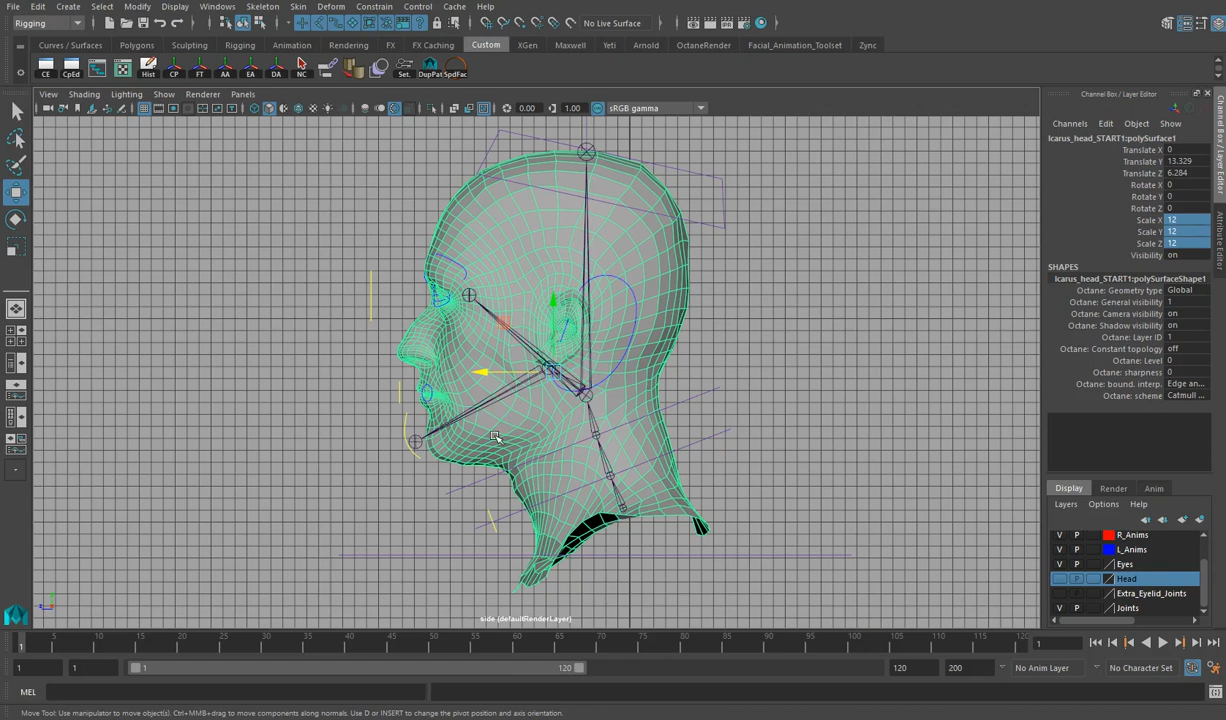 File Edit Create Select Modify Display Windows Skeleton Skin Deform Constrain Control Cache Help
Rigging No Live Surface
Curves / Surfaces Polygons Sculpting Rigging Animation Rendering FX FX Caching Custom XGen Maxwell Yeti Arnold OctaneRender Facial_Animation_Toolset Zync
CE CpEd Hist CP FT AA EA DA NC Set. DupPat SpdFac
View Shading Lighting Show Renderer Panels
0.00 1.00 sRGB gamma
Channel Box / Layer Editor
Channels Edit Object Show
Icarus_head_START1:polySurface1
Translate X 0
Translate Y 13.329
Translate Z 6.284
Rotate X 0
Rotate Y 0
Rotate Z 0
Scale X 12
Scale Y 12
Scale Z 12
Visibility on
SHAPES
Icarus_head_START1:polySurfaceShape1
Octane: Geometry type Global
Octane: General visibility 1
Octane: Camera visibility on
Octane: Shadow visibility on
Octane: Layer ID 1
Octane: Constant topology off
Octane: Level 0
Octane: sharpness 0
Octane: bound. interp. Edge an...
Octane: scheme Catmull ...
Channel Box / Layer Editor
Attribute Editor
Display Render Anim
Layers Options Help
V P R_Anims
V P L_Anims
V P Eyes
P Head
Extra_Eyelid_Joints
V P Joints
side (defaultRenderLayer)
1 5 10 15 20 25 30 35 40 45 50 55 60 65 70 75 80 85 90 95 100 105 110 115 120 1
1 1 1 120 120 200 No Anim Layer No Character Set
MEL
Move Tool: Use manipulator to move object(s). Ctrl+MMB+drag to move components along normals. Use D or INSERT to change the pivot position and axis orientation.